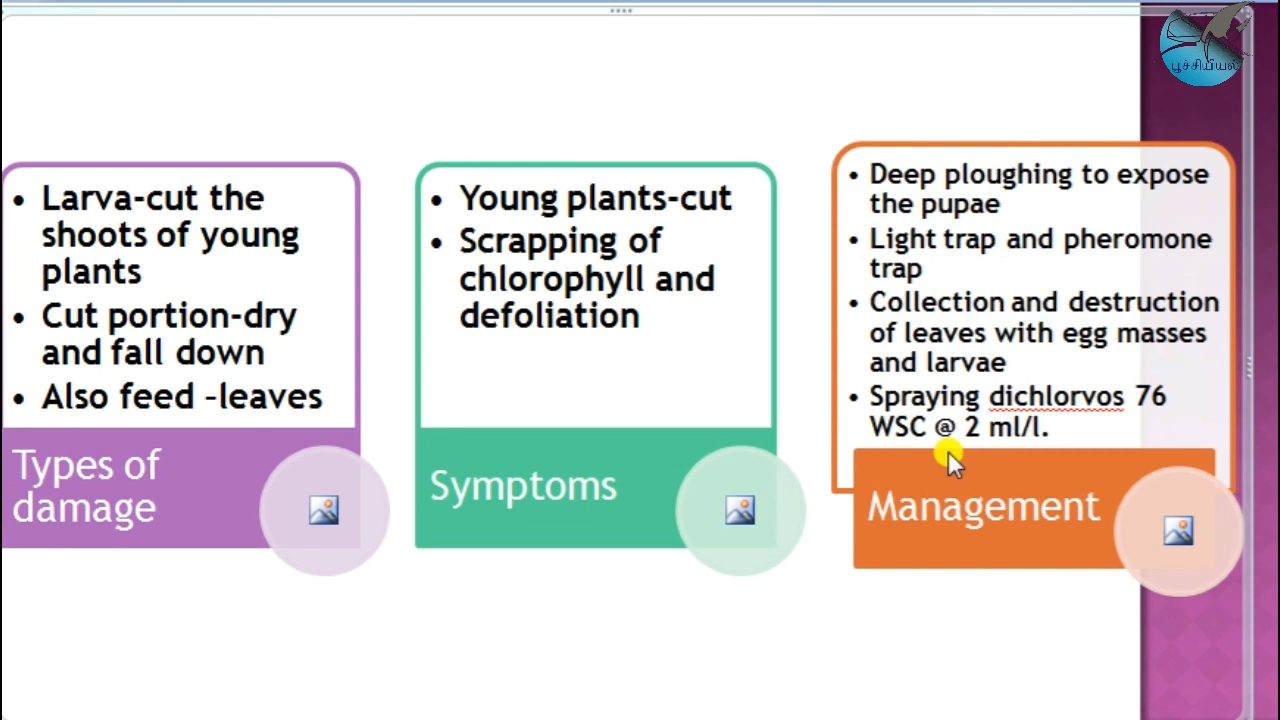 பூச்சியியல்
• Larva-cut the
shoots of young
plants
• Cut portion-dry
and fall down
• Also feed –leaves
Types of
damage
• Young plants-cut
• Scrapping of
chlorophyll and
defoliation
Symptoms
• Deep ploughing to expose
the pupae
• Light trap and pheromone
trap
• Collection and destruction
of leaves with egg masses
and larvae
• Spraying dichlorvos 76
WSC @ 2 ml/l.
Management